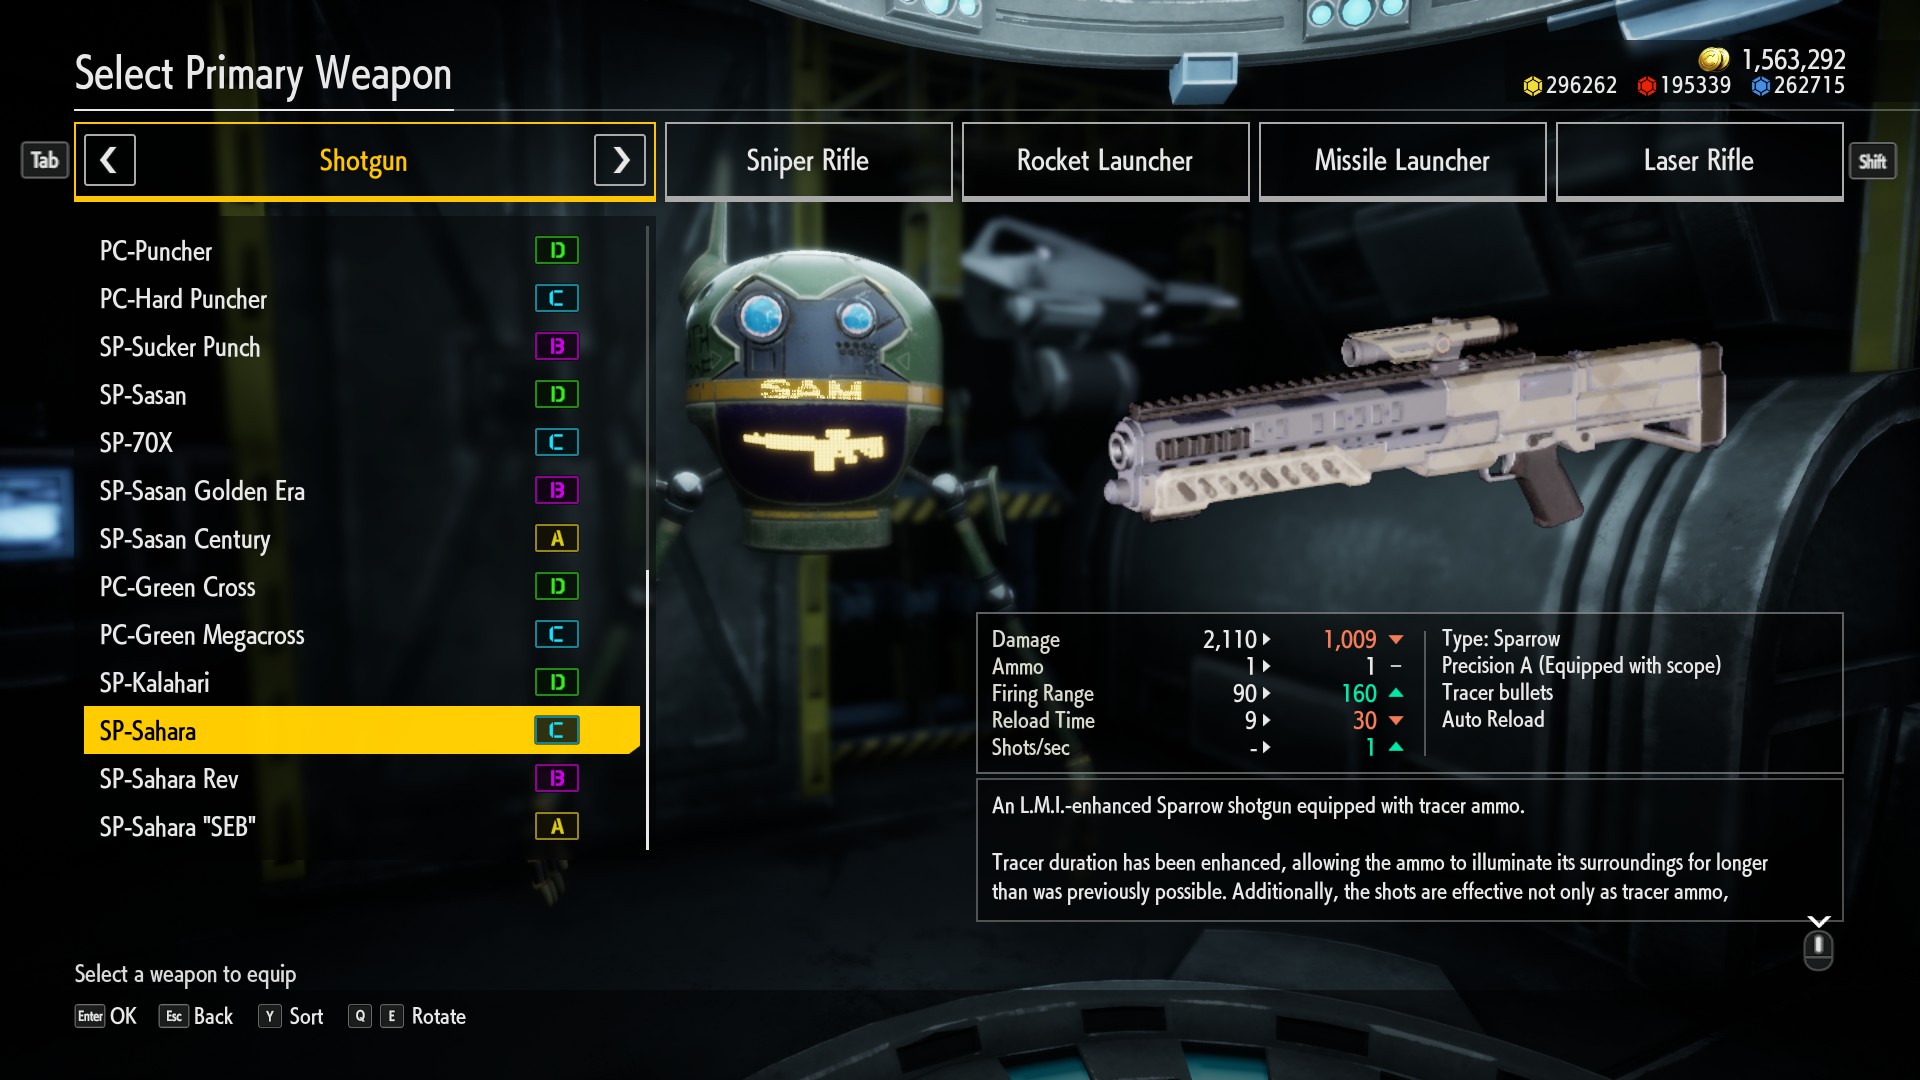 Select Primary Weapon
1,563,292
296262 195339 262715
Tab Shotgun Sniper Rifle Rocket Launcher Missile Launcher Laser Rifle Shift
PC-Puncher D
PC-Hard Puncher C
SP-Sucker Punch B
SP-Sasan D
SP-70X C
SP-Sasan Golden Era B
SP-Sasan Century A
PC-Green Cross D
PC-Green Megacross C
SP-Kalahari D
SP-Sahara C
SP-Sahara Rev B
SP-Sahara "SEB" A
SAM
Damage 2,110 1,009
Ammo 1 1 –
Firing Range 90 160
Reload Time 9 30
Shots/sec - 1
Type: Sparrow
Precision A (Equipped with scope)
Tracer bullets
Auto Reload
An L.M.I.-enhanced Sparrow shotgun equipped with tracer ammo.
Tracer duration has been enhanced, allowing the ammo to illuminate its surroundings for longer
than was previously possible. Additionally, the shots are effective not only as tracer ammo,
Select a weapon to equip
Enter OK Esc Back Y Sort Q E Rotate